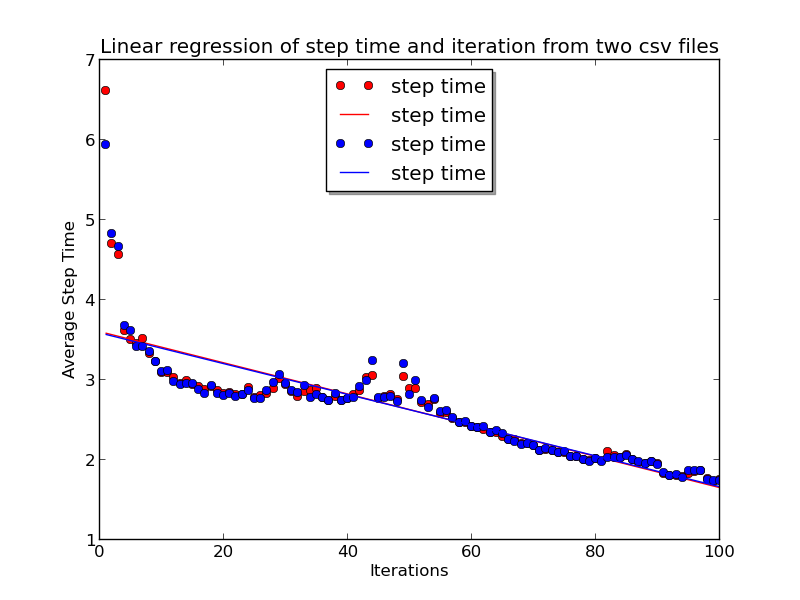 Linear regression of step time and iteration from two csv files
step time
step time
step time
step time
7
6
5
4
3
2
1
Average Step Time
0
20
40
60
80
100
Iterations